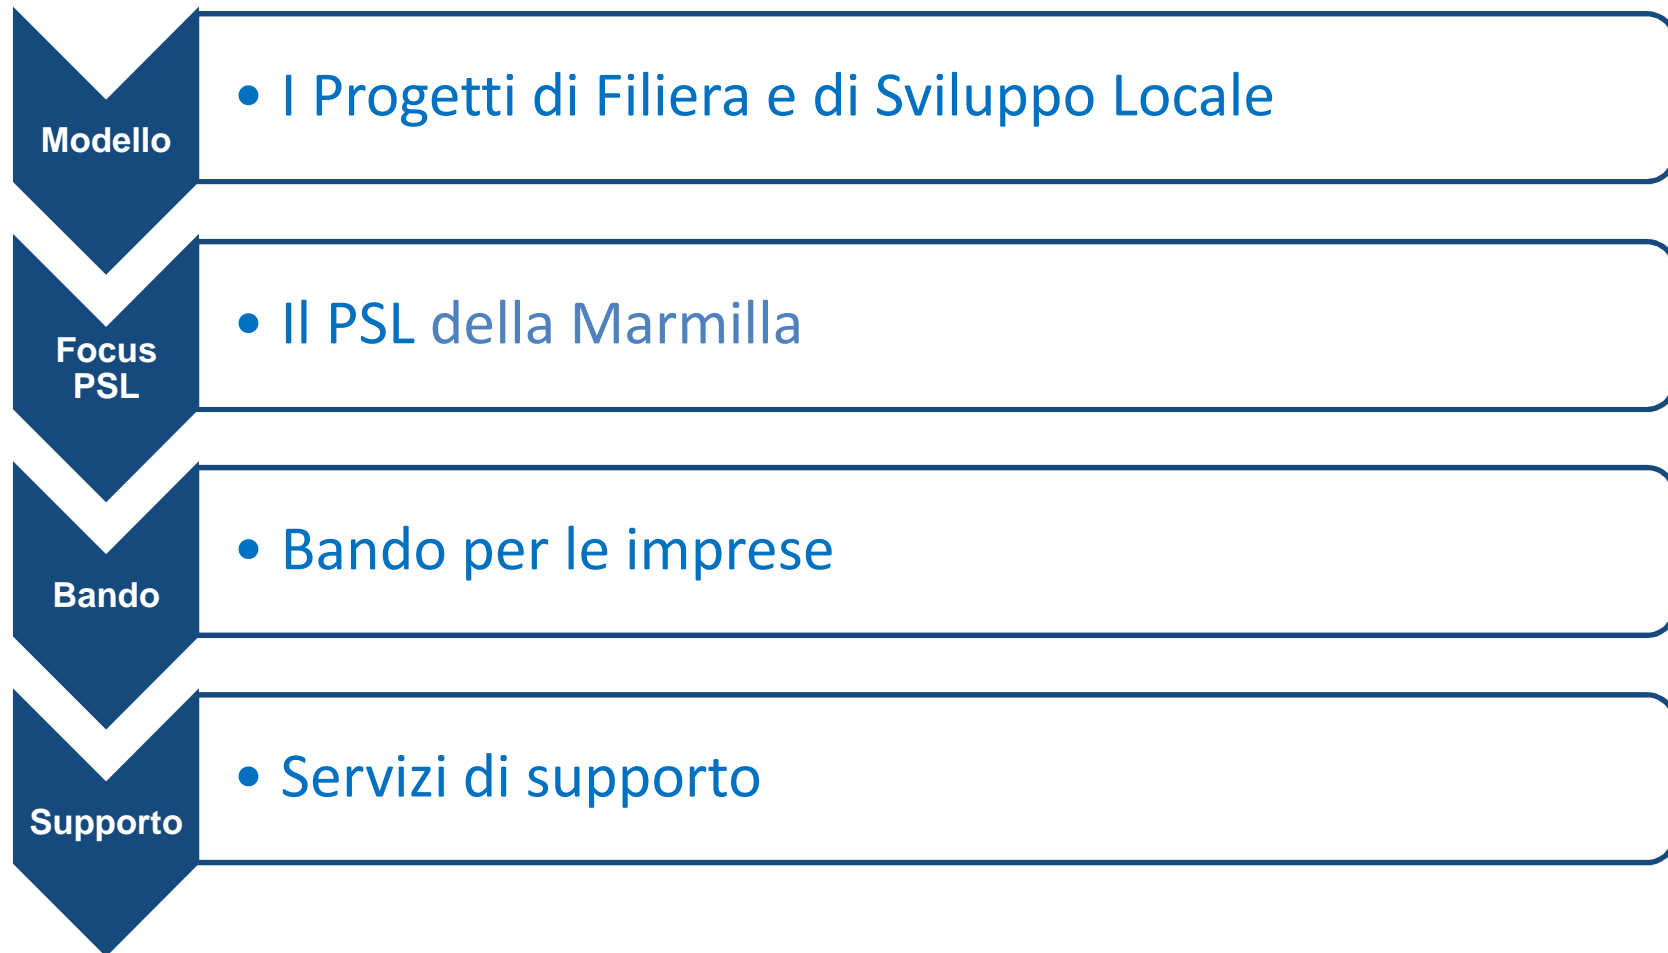 Modello
• I Progetti di Filiera e di Sviluppo Locale
Focus
PSL
• Il PSL della Marmilla
Bando
• Bando per le imprese
Supporto
• Servizi di supporto